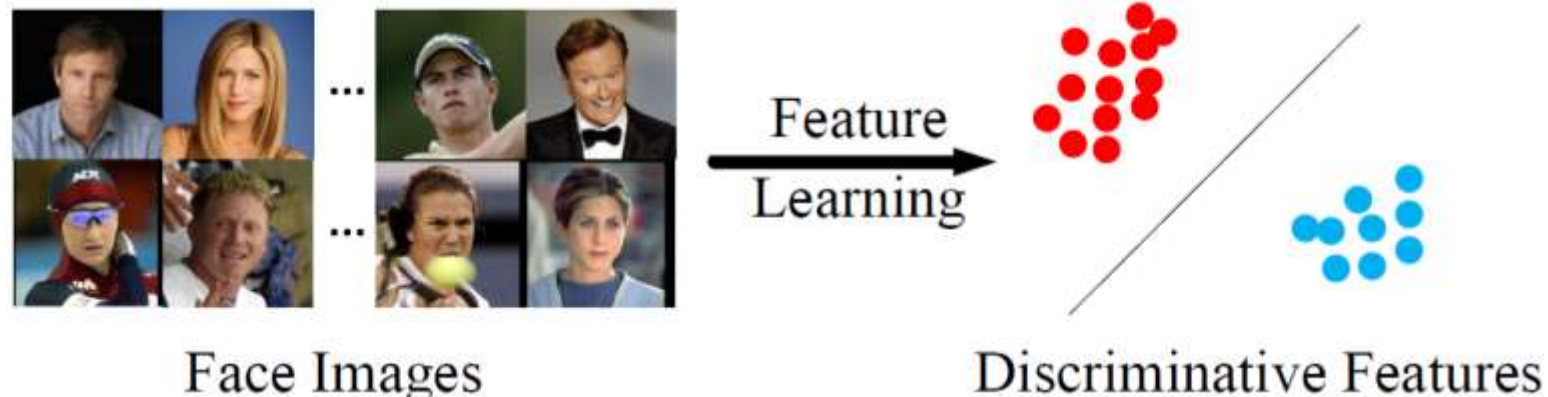 ...
Feature
Learning
...
Face Images
Discriminative Features